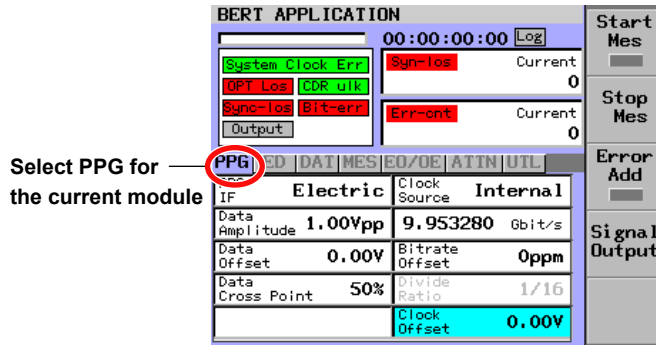 BERT APPLICATION
00:00:00:00 Log
System Clock Err
OPT Los CDR ulk
Sync-los Bit-err
Output
Syn-los Current
0
Err-cnt Current
0
Select PPG for
the current module
PPG ED DAT MES EO/OE ATTN UTL
IF Electric
Clock Source Internal
Data Amplitude 1.00Vpp
9.953280 Gbit/s
Data Offset 0.00V
Bitrate Offset 0ppm
Data Cross Point 50%
Divide Ratio 1/16
Clock Offset 0.00V
Start
Mes
Stop
Mes
Error
Add
Signal
Output